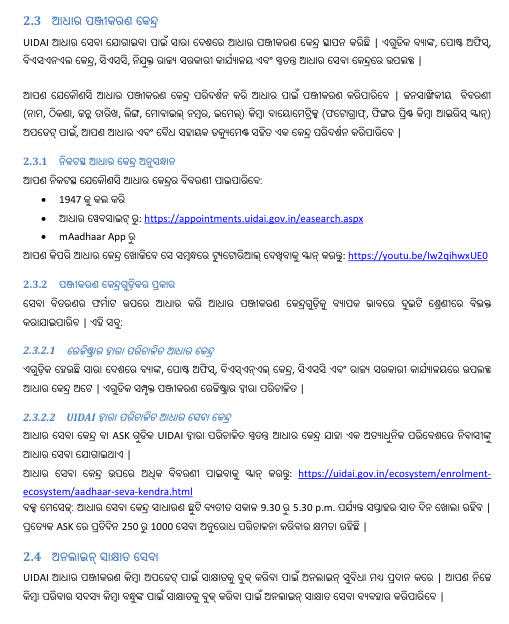 2.3 ଆଧାର ପଞ୍ଜୀକରଣ କେନ୍ଦ୍ର
UIDAI ଆଧାର ସେବା ଯୋଗାଇବା ପାଇଁ ସାରା ଦେଶରେ ଆଧାର ପଞ୍ଜୀକରଣ କେନ୍ଦ୍ର ସ୍ଥାପନ କରିଛି | ଏଗୁଡିକ ବ୍ୟାଙ୍କ, ପୋଷ୍ଟ ଅଫିସ୍,
ବିଏସଏନଏଲ କେନ୍ଦ୍ର, ସିଏସସି, ନିଯୁକ୍ତ ରାଜ୍ୟ ସରକାରୀ କାର୍ଯ୍ୟାଳୟ ଏବଂ ସ୍ୱତନ୍ତ୍ର ଆଧାର ସେବା କେନ୍ଦ୍ରରେ ଉପଲବ୍ଧ |
ଆପଣ ଯେକୌଣସି ଆଧାର ପଞ୍ଜୀକରଣ କେନ୍ଦ୍ର ପରିଦର୍ଶନ କରି ଆଧାର ପାଇଁ ପଞ୍ଜୀକରଣ କରିପାରିବେ | ଜନସାଙ୍ଖିକୀୟ ବିବରଣୀ
(ନାମ, ଠିକଣା, ଜନ୍ମ ତାରିଖ, ଲିଙ୍ଗ, ମୋବାଇଲ୍ ନମ୍ବର, ଇମେଲ୍) କିମ୍ବା ବାୟୋମେଟ୍ରିକ୍ସ (ଫଟୋଗ୍ରାଫ୍, ଫିଙ୍ଗର ପ୍ରିଣ୍ଟ କିମ୍ବା ଆଇରିସ୍ ସ୍କାନ୍)
ଅପଡେଟ୍ ପାଇଁ, ଆପଣ ଆଧାର ଏବଂ ବୈଧ ସହାୟକ ଡକ୍ୟୁମେଣ୍ଟ ସହିତ ଏକ କେନ୍ଦ୍ର ପରିଦର୍ଶନ କରିପାରିବେ |
2.3.1 ନିକଟସ୍ଥ ଆଧାର କେନ୍ଦ୍ର ଅନୁସନ୍ଧାନ
ଆପଣ ନିକଟସ୍ଥ ଯେକୌଣସି ଆଧାର କେନ୍ଦ୍ରର ବିବରଣୀ ପାଇପାରିବେ:
• 1947 କୁ କଲ କରି
• ଆଧାର ୱେବସାଇଟ୍ ରୁ: https://appointments.uidai.gov.in/easearch.aspx
• mAadhaar App ରୁ
ଆପଣ କିପରି ଆଧାର କେନ୍ଦ୍ର ଖୋଜିବେ ସେ ସମ୍ବନ୍ଧରେ ଟ୍ୟୁଟୋରିଆଲ୍ ଦେଖିବାକୁ ସ୍କାନ୍ କରନ୍ତୁ: https://youtu.be/Iw2qihwxUE0
2.3.2 ପଞ୍ଜୀକରଣ କେନ୍ଦ୍ରଗୁଡ଼ିକର ପ୍ରକାର
ସେବା ବିତରଣର ଫର୍ମାଟ ଉପରେ ଆଧାର କରି ଆଧାର ପଞ୍ଜୀକରଣ କେନ୍ଦ୍ରଗୁଡ଼ିକୁ ବ୍ୟାପକ ଭାବରେ ଦୁଇଟି ଶ୍ରେଣୀରେ ବିଭକ୍ତ
କରାଯାଇପାରିବ | ଏହି ସବୁ:
2.3.2.1 ରେଜିଷ୍ଟ୍ରାର ଦ୍ୱାରା ପରିଚାଳିତ ଆଧାର କେନ୍ଦ୍ର
ଏଗୁଡ଼ିକ ହେଉଛି ସାରା ଦେଶରେ ବ୍ୟାଙ୍କ, ପୋଷ୍ଟ ଅଫିସ୍, ବିଏସ୍ଏନ୍ଏଲ୍ କେନ୍ଦ୍ର, ସିଏସସି ଏବଂ ରାଜ୍ୟ ସରକାରୀ କାର୍ଯ୍ୟାଳୟରେ ଉପଲବ୍ଧ
ଆଧାର କେନ୍ଦ୍ର ଅଟେ | ଏଗୁଡିକ ସମ୍ପୃକ୍ତ ପଞ୍ଜୀକରଣ ରେଜିଷ୍ଟ୍ରାର ଦ୍ୱାରା ପରିଚାଳିତ |
2.3.2.2 UIDAI ଦ୍ୱାରା ପରିଚାଳିତ ଆଧାର ସେବା କେନ୍ଦ୍ର
ଆଧାର ସେବା କେନ୍ଦ୍ର ବା ASK ଗୁଡିକ UIDAI ଦ୍ୱାରା ପରିଚାଳିତ ସ୍ୱତନ୍ତ୍ର ଆଧାର କେନ୍ଦ୍ର ଯାହା ଏକ ଅତ୍ୟାଧୁନିକ ପରିବେଶରେ ନିବାସୀଙ୍କୁ
ଆଧାର ସେବା ଯୋଗାଇଥାଏ |
ଆଧାର ସେବା କେନ୍ଦ୍ର ଉପରେ ଅଧିକ ବିବରଣୀ ପାଇବାକୁ ସ୍କାନ୍ କରନ୍ତୁ: https://uidai.gov.in/ecosystem/enrolment-
ecosystem/aadhaar-seva-kendra.html
ବକ୍ସ ମେସେଜ୍: ଆଧାର ସେବା କେନ୍ଦ୍ର ସାଧାରଣ ଛୁଟି ବ୍ୟତୀତ ସକାଳ 9.30 ରୁ 5.30 p.m. ପର୍ଯ୍ୟନ୍ତ ସପ୍ତାହର ସାତ ଦିନ ଖୋଲା ରହିବ |
ପ୍ରତ୍ୟେକ ASK ରେ ପ୍ରତିଦିନ 250 ରୁ 1000 ସେବା ଅନୁରୋଧ ପରିଚାଳନା କରିବାର କ୍ଷମତା ରହିଛି |
2.4 ଅନଲାଇନ୍ ସାକ୍ଷାତ ସେବା
UIDAI ଆଧାର ପଞ୍ଜୀକରଣ କିମ୍ବା ଅପଡେଟ୍ ପାଇଁ ସାକ୍ଷାତକୁ ବୁକ୍ କରିବା ପାଇଁ ଅନଲାଇନ୍ ସୁବିଧା ମଧ୍ୟ ପ୍ରଦାନ କରେ | ଆପଣ ନିଜେ
କିମ୍ବା ପରିବାର ସଦସ୍ୟ କିମ୍ବା ବନ୍ଧୁଙ୍କ ପାଇଁ ସାକ୍ଷାତକୁ ବୁକ୍ କରିବା ପାଇଁ ଅନଲାଇନ୍ ସାକ୍ଷାତ ସେବା ବ୍ୟବହାର କରିପାରିବେ |